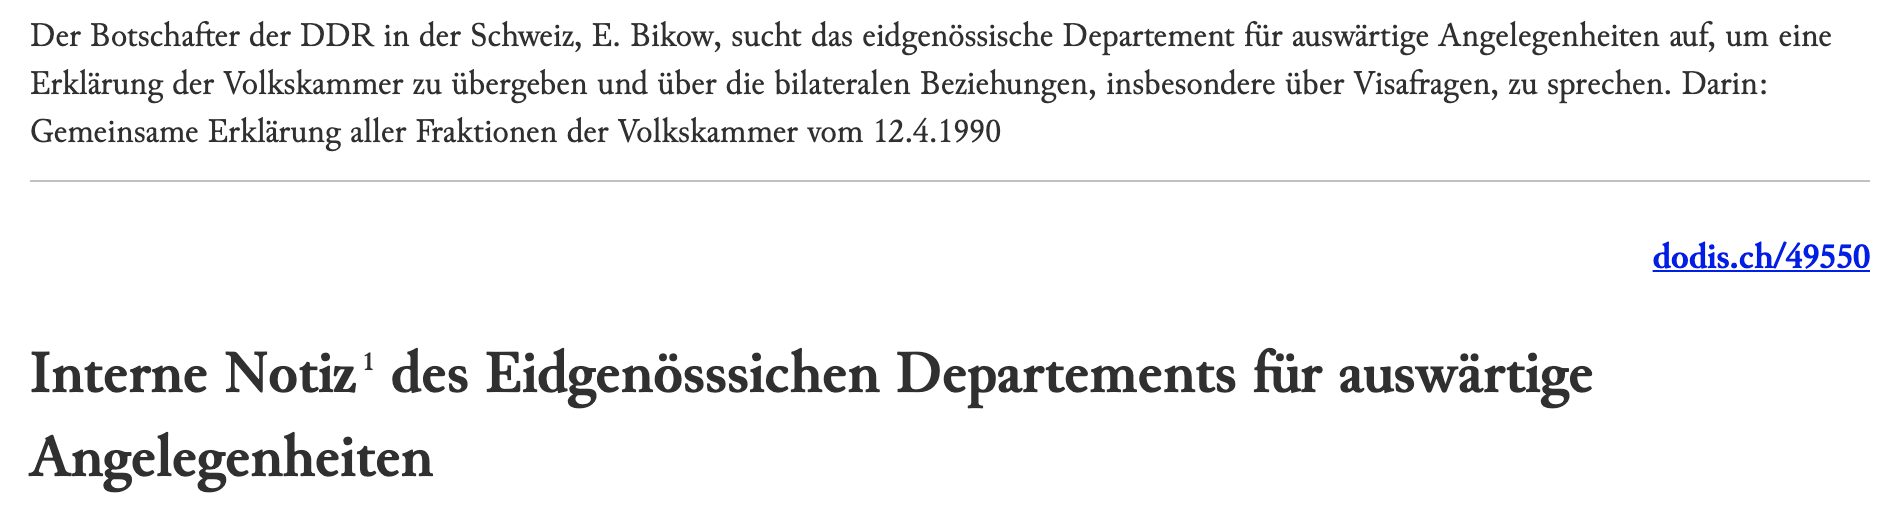 Der Botschafter der DDR in der Schweiz, E. Bikow, sucht das eidgenössische Departement für auswärtige Angelegenheiten auf, um eine
Erklärung der Volkskammer zu übergeben und über die bilateralen Beziehungen, insbesondere über Visafragen, zu sprechen. Darin:
Gemeinsame Erklärung aller Fraktionen der Volkskammer vom 12.4.1990
dodis.ch/49550
Interne Notiz¹ des Eidgenösssichen Departements für auswärtige
Angelegenheiten